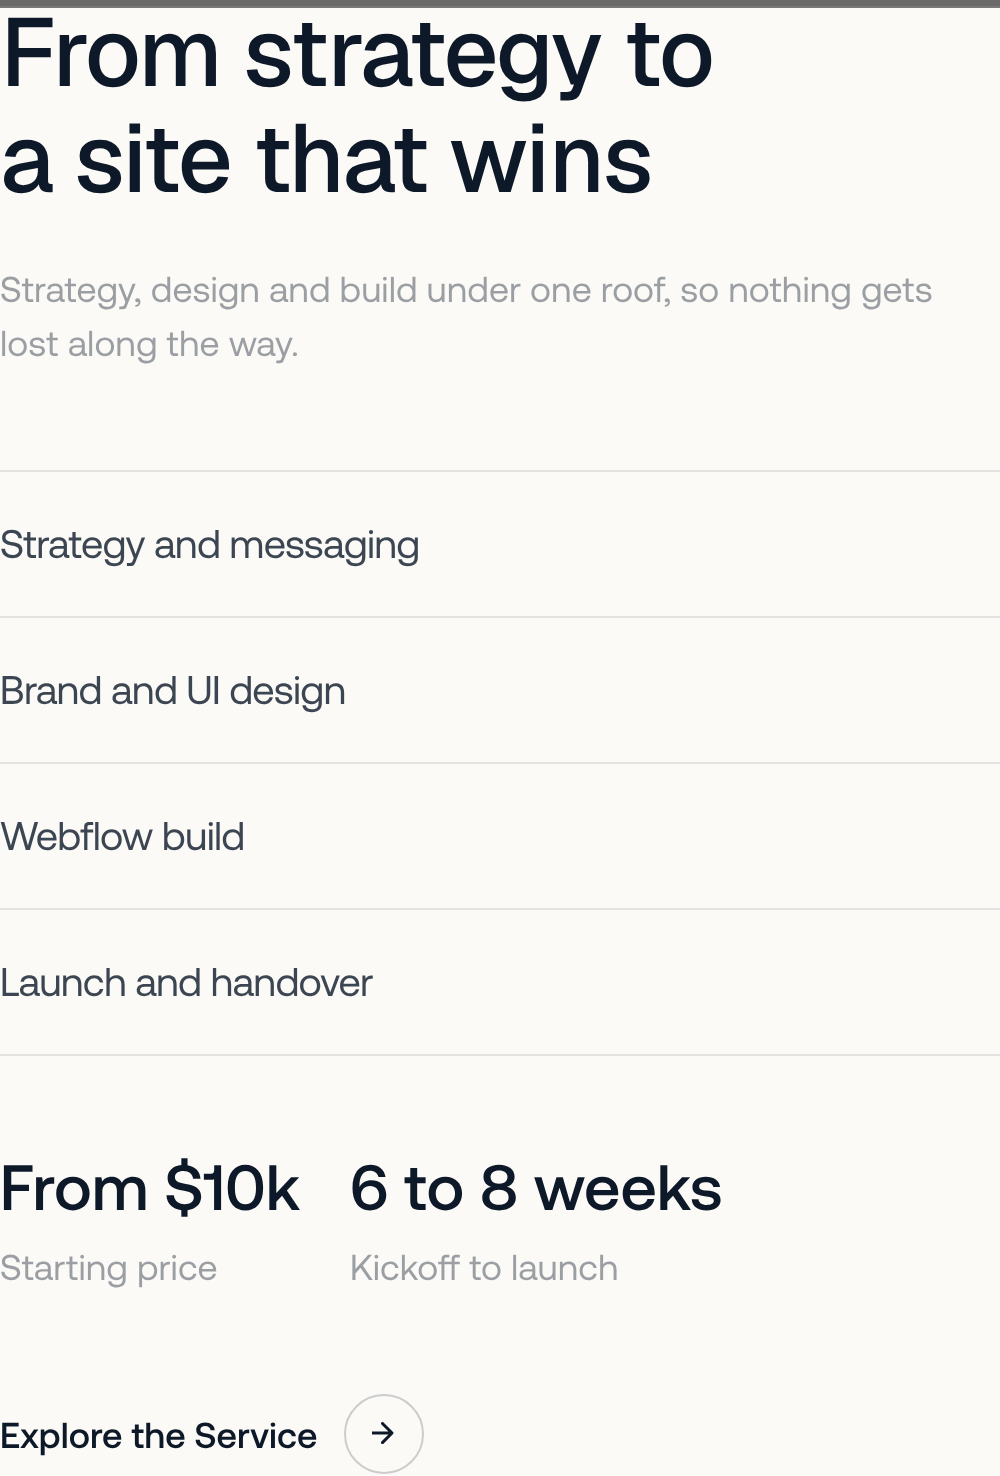 From strategy to
a site that wins
Strategy, design and build under one roof, so nothing gets
lost along the way.
Strategy and messaging
Brand and UI design
Webflow build
Launch and handover
From $10k
Starting price
6 to 8 weeks
Kickoff to launch
Explore the Service